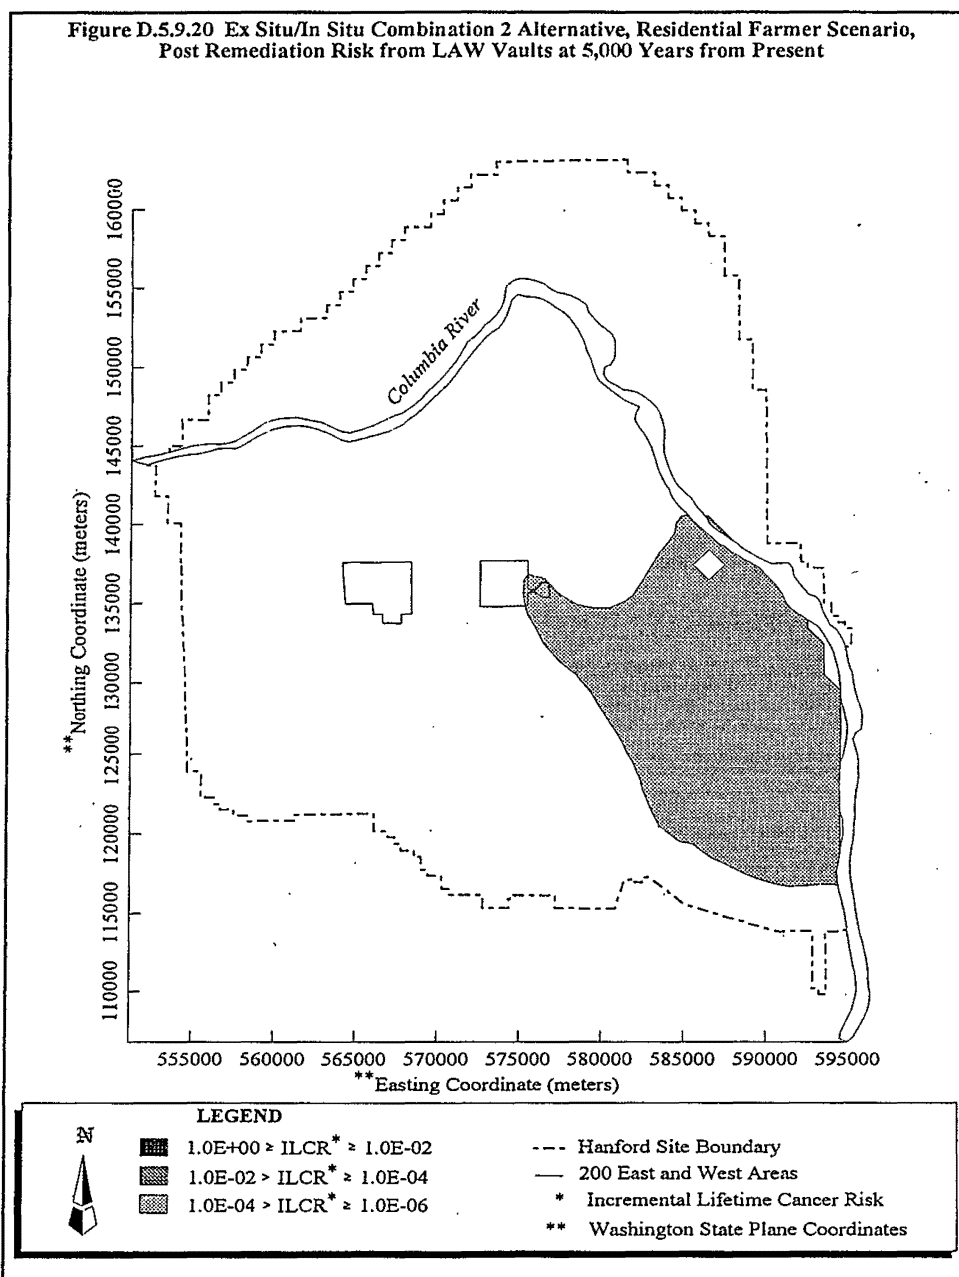 Figure D.5.9.20 Ex Situ/In Situ Combination 2 Alternative, Residential Farmer Scenario,
Post Remediation Risk from LAW Vaults at 5,000 Years from Present
160000
155000
150000
145000
140000
135000
130000
125000
120000
115000
110000
**Northing Coordinate (meters)
Columbia River
555000 560000 565000 570000 575000 580000 585000 590000 595000
**Easting Coordinate (meters)
LEGEND
N
1.0E+00 ≥ ILCR* ≥ 1.0E-02
1.0E-02 > ILCR* ≥ 1.0E-04
1.0E-04 > ILCR* ≥ 1.0E-06
Hanford Site Boundary
200 East and West Areas
* Incremental Lifetime Cancer Risk
** Washington State Plane Coordinates